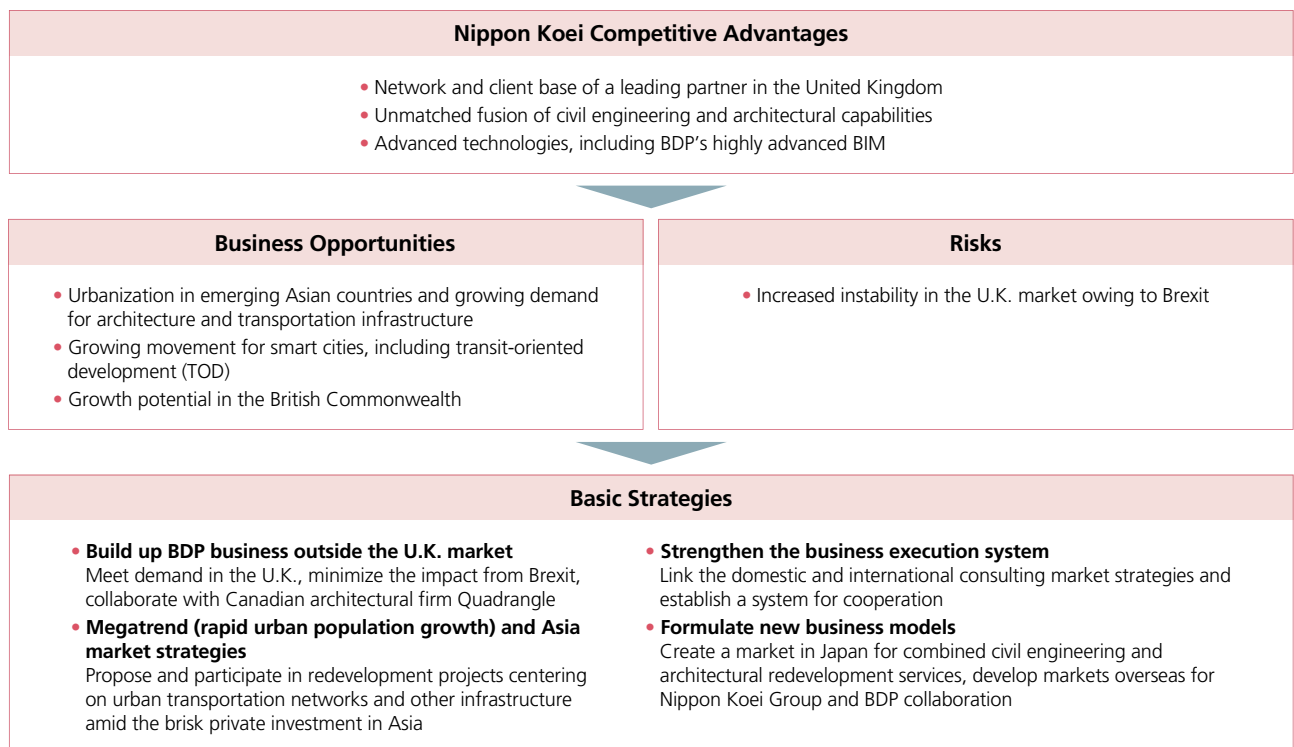 Nippon Koei Competitive Advantages
• Network and client base of a leading partner in the United Kingdom
• Unmatched fusion of civil engineering and architectural capabilities
• Advanced technologies, including BDP's highly advanced BIM
Business Opportunities
• Urbanization in emerging Asian countries and growing demand
for architecture and transportation infrastructure
• Growing movement for smart cities, including transit-oriented
development (TOD)
• Growth potential in the British Commonwealth
Risks
• Increased instability in the U.K. market owing to Brexit
Basic Strategies
• Build up BDP business outside the U.K. market
Meet demand in the U.K., minimize the impact from Brexit,
collaborate with Canadian architectural firm Quadrangle
• Megatrend (rapid urban population growth) and Asia
market strategies
Propose and participate in redevelopment projects centering
on urban transportation networks and other infrastructure
amid the brisk private investment in Asia
• Strengthen the business execution system
Link the domestic and international consulting market strategies and
establish a system for cooperation
• Formulate new business models
Create a market in Japan for combined civil engineering and
architectural redevelopment services, develop markets overseas for
Nippon Koei Group and BDP collaboration